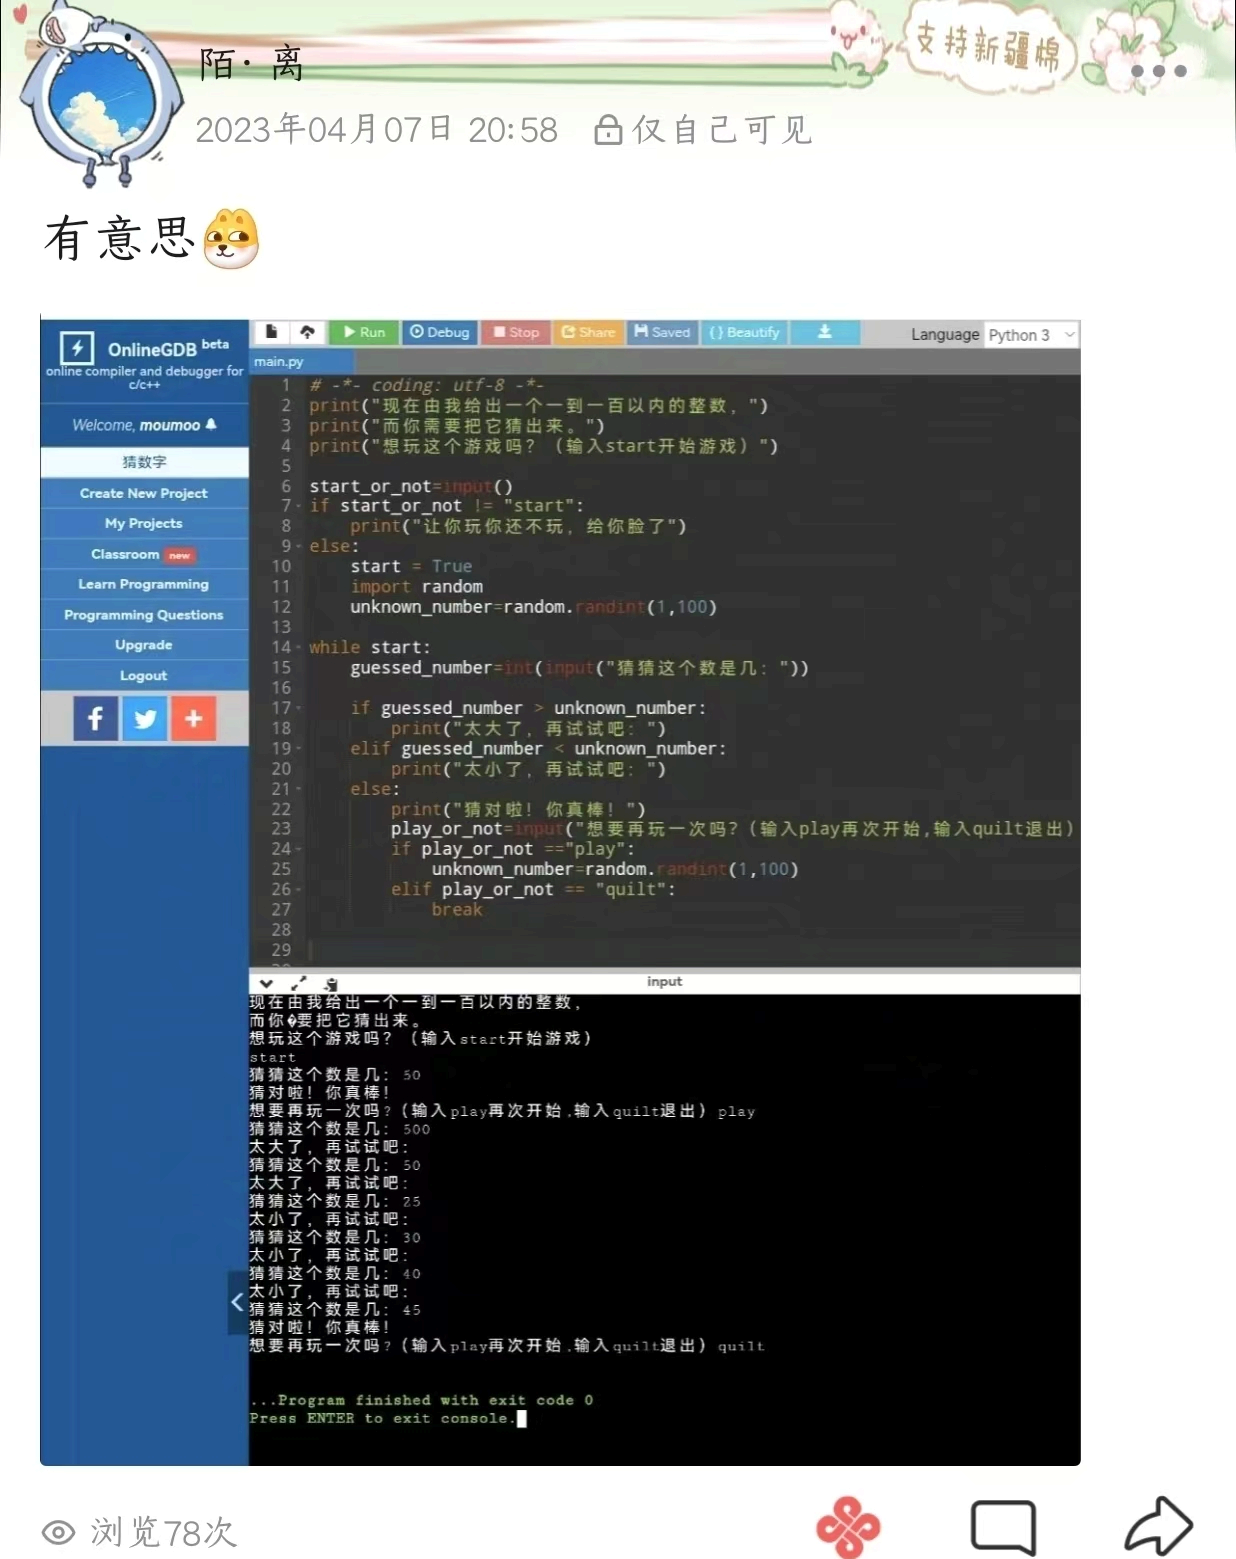 陌·离
支持新疆棉
2023年04月07日 20:58 仅自己可见
有意思
OnlineGDB beta
online compiler and debugger for
c/c++
Welcome, moumoo
猜数字
Create New Project
My Projects
Classroom new
Learn Programming
Programming Questions
Upgrade
Logout
Run Debug Stop Share Saved {} Beautify Language Python 3
main.py
1 # -*- coding: utf-8 -*-
2 print("现在由我给出一个一到一百以内的整数，")
3 print("而你需要把它猜出来。")
4 print("想玩这个游戏吗？（输入start开始游戏）")
5
6 start_or_not=input()
7 if start_or_not != "start":
8 print("让你玩你还不玩，给你脸了")
9 else:
10 start = True
11 import random
12 unknown_number=random.randint(1,100)
13
14 while start:
15 guessed_number=int(input("猜猜这个数是几："))
16
17 if guessed_number > unknown_number:
18 print("太大了，再试试吧：")
19 elif guessed_number < unknown_number:
20 print("太小了，再试试吧：")
21 else:
22 print("猜对啦！你真棒！")
23 play_or_not=input("想要再玩一次吗？(输入play再次开始,输入quilt退出)
24 if play_or_not =="play":
25 unknown_number=random.randint(1,100)
26 elif play_or_not == "quilt":
27 break
28
29
input
现在由我给出一个一到一百以内的整数，
而你�要把它猜出来。
想玩这个游戏吗？（输入start开始游戏）
start
猜猜这个数是几：50
猜对啦！你真棒！
想要再玩一次吗？(输入play再次开始,输入quilt退出) play
猜猜这个数是几：500
太大了，再试试吧：
猜猜这个数是几：50
太大了，再试试吧：
猜猜这个数是几：25
太小了，再试试吧：
猜猜这个数是几：30
太小了，再试试吧：
猜猜这个数是几：40
太小了，再试试吧：
猜猜这个数是几：45
猜对啦！你真棒！
想要再玩一次吗？(输入play再次开始,输入quilt退出) quilt
...Program finished with exit code 0
Press ENTER to exit console.
浏览78次